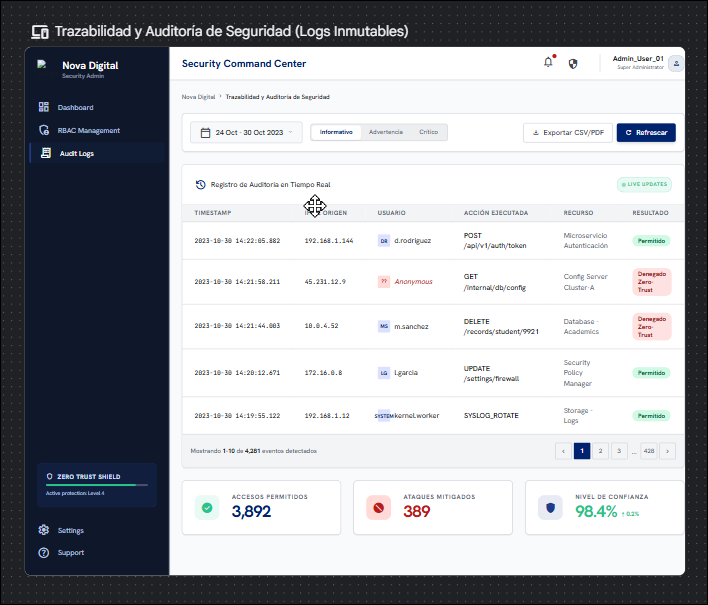 Trazabilidad y Auditoría de Seguridad (Logs Inmutables)
Nova Digital
Security Admin
Dashboard
RBAC Management
Audit Logs
ZERO TRUST SHIELD
Active protection: Level 4
Settings
Support
Security Command Center
Admin_User_01
Super Administrator
Nova Digital › Trazabilidad y Auditoría de Seguridad
24 Oct - 30 Oct 2023
Informativo Advertencia Crítico
Exportar CSV/PDF
Refrescar
Registro de Auditoría en Tiempo Real
LIVE UPDATES
TIMESTAMP ORIGEN USUARIO ACCIÓN EJECUTADA RECURSO RESULTADO
2023-10-30 14:22:05.882 192.168.1.144 DR d.rodriguez
POST
/api/v1/auth/token
Microservicio
Autenticación
Permitido
2023-10-30 14:21:58.211 45.231.12.9 ?? Anonymous
GET
/internal/db/config
Config Server
Cluster-A
Denegado
Zero-
Trust
2023-10-30 14:21:44.003 10.0.4.52 MS m.sanchez
DELETE
/records/student/9921
Database -
Academics
Denegado
Zero-
Trust
2023-10-30 14:20:12.671 172.16.0.8 LG l.garcia
UPDATE
/settings/firewall
Security
Policy
Manager
Permitido
2023-10-30 14:19:55.122 192.168.1.12 SYSTEM kernel.worker
SYSLOG_ROTATE
Storage -
Logs
Permitido
Mostrando 1-10 de 4,281 eventos detectados
‹ 1 2 3 ... 428 ›
ACCESOS PERMITIDOS
3,892
ATAQUES MITIGADOS
389
NIVEL DE CONFIANZA
98.4% ↑ 0.2%